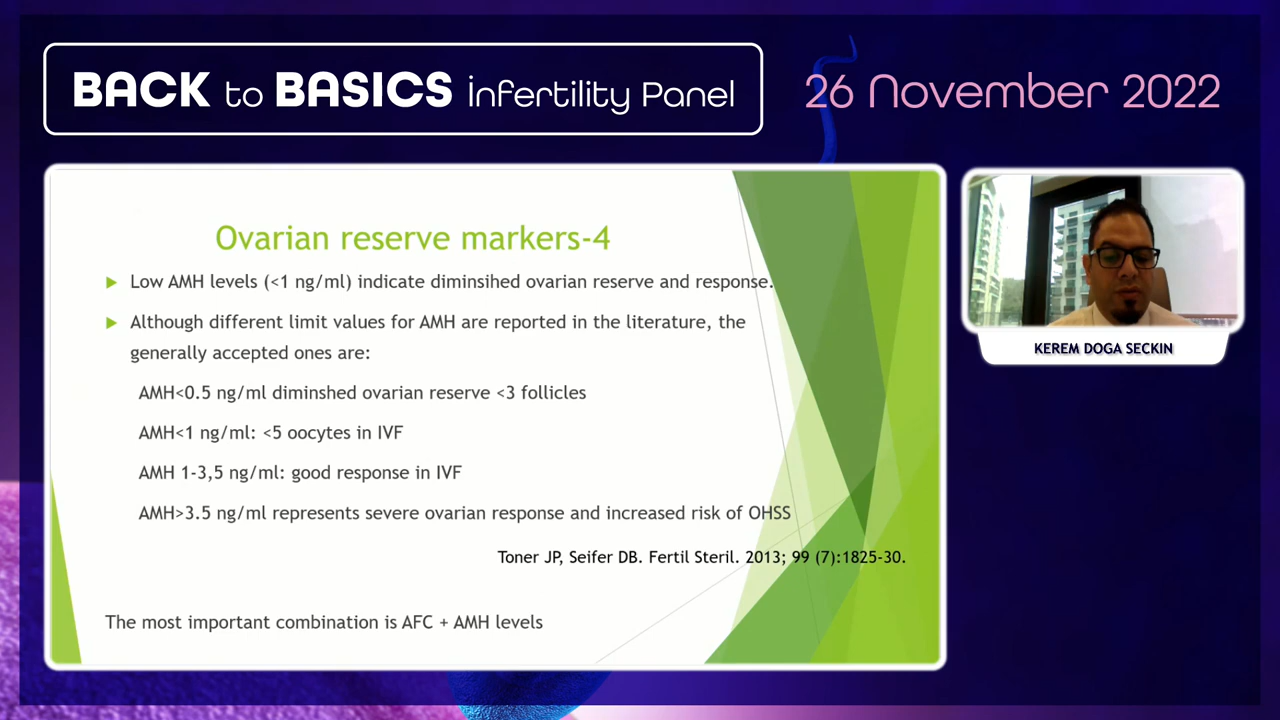 BACK to BASICS infertility Panel
26 November 2022
Ovarian reserve markers-4
Low AMH levels (<1 ng/ml) indicate diminsihed ovarian reserve and response.
Although different limit values for AMH are reported in the literature, the
generally accepted ones are:
AMH<0.5 ng/ml diminshed ovarian reserve <3 follicles
AMH<1 ng/ml: <5 oocytes in IVF
AMH 1-3,5 ng/ml: good response in IVF
AMH>3.5 ng/ml represents severe ovarian response and increased risk of OHSS
Toner JP, Seifer DB. Fertil Steril. 2013; 99 (7):1825-30.
The most important combination is AFC + AMH levels
KEREM DOGA SECKIN